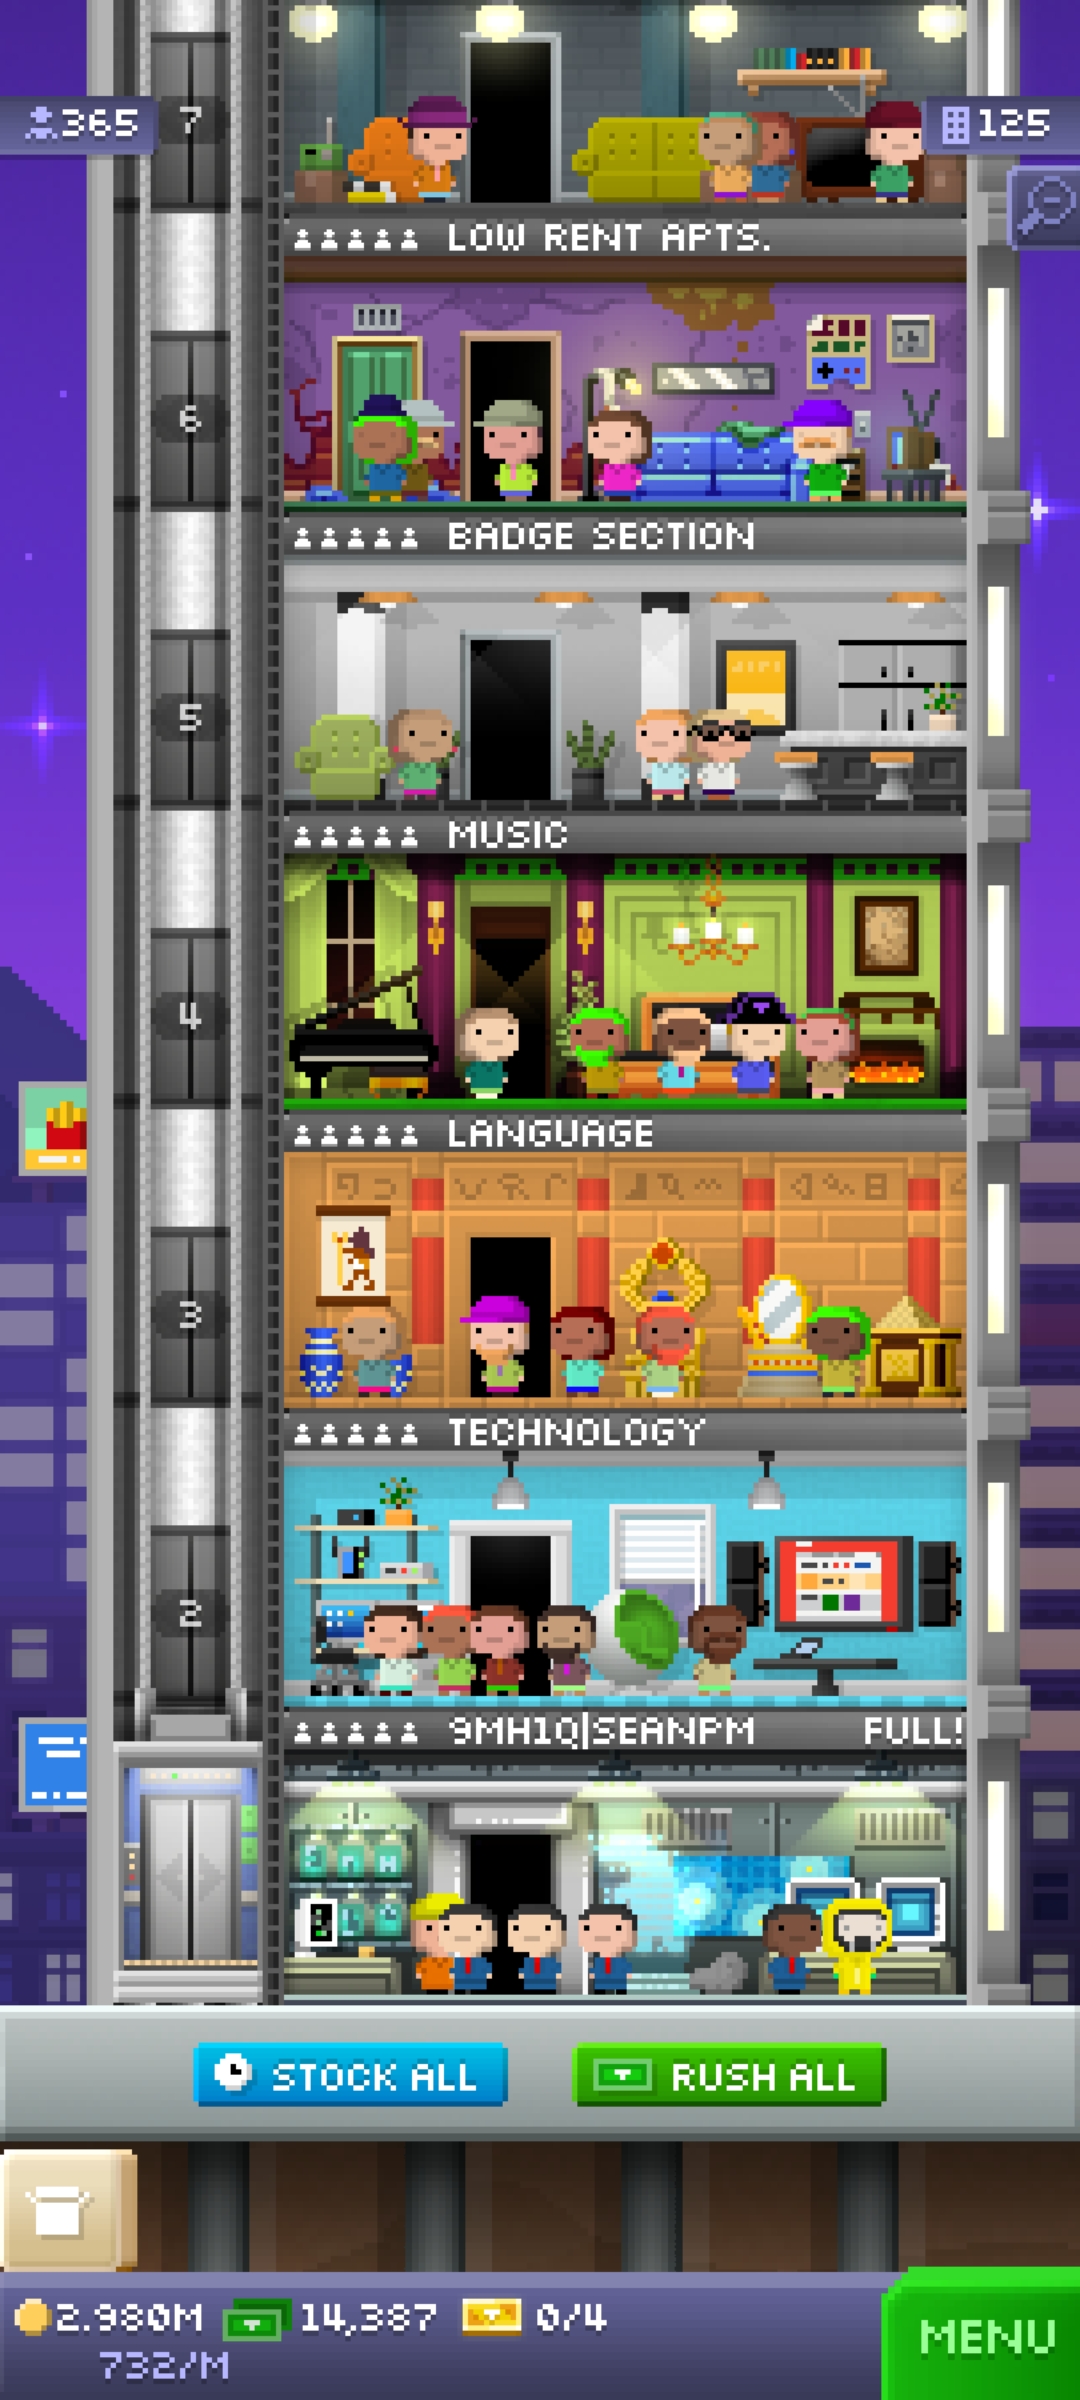 365
7
125
LOW RENT APTS.
6
BADGE SECTION
5
MUSIC
4
LANGUAGE
3
TECHNOLOGY
2
9MH1Q|SEANPM FULL!
STOCK ALL
RUSH ALL
2.980M
14,387
0/4
732/M
MENU